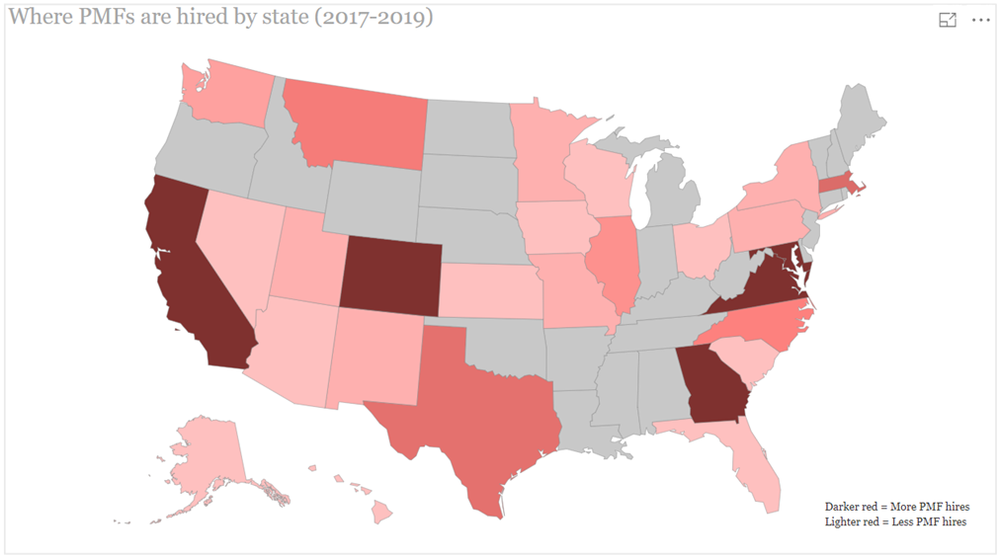 Where PMFs are hired by state (2017-2019)
Darker red = More PMF hires
Lighter red = Less PMF hires